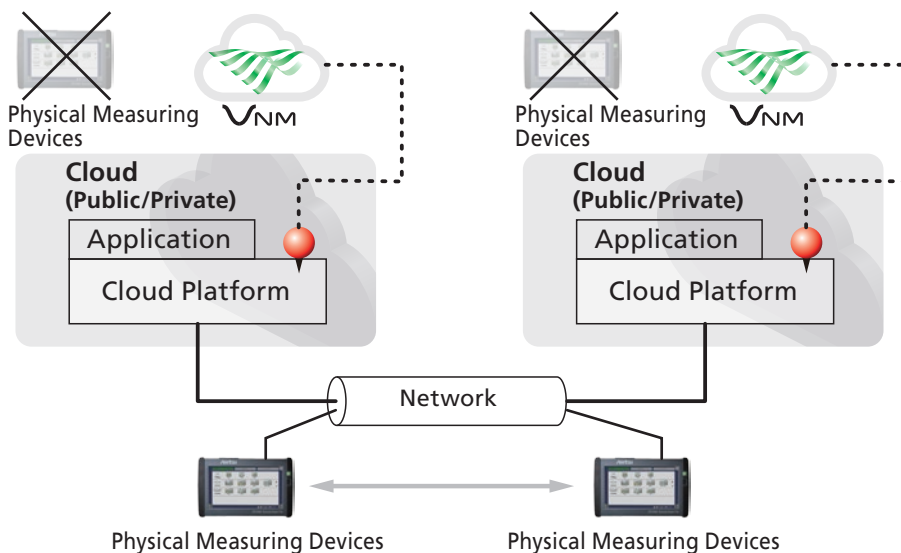 Physical Measuring
Devices
VNM
Physical Measuring
Devices
VNM
Cloud
(Public/Private)
Application
Cloud Platform
Cloud
(Public/Private)
Application
Cloud Platform
Network
Physical Measuring Devices
Physical Measuring Devices